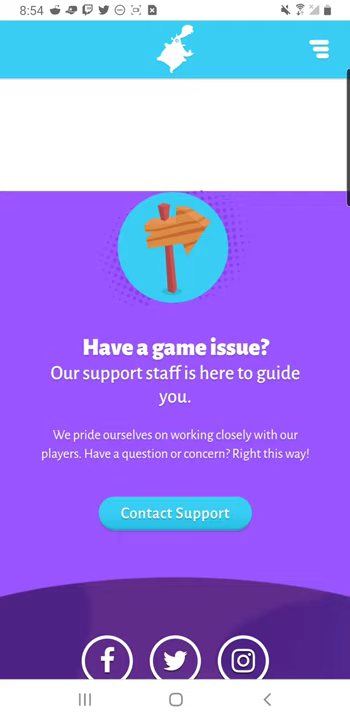 8:54
Have a game issue?
Our support staff is here to guide
you.
We pride ourselves on working closely with our
players. Have a question or concern? Right this way!
Contact Support